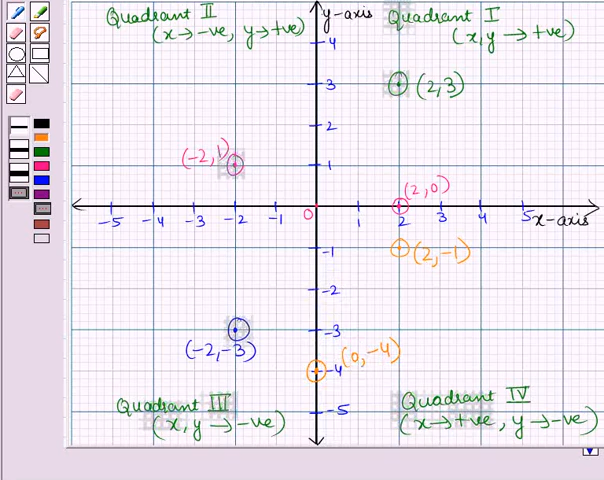 Quadrant II
(x→-ve, y→+ve)
y-axis
Quadrant I
(x,y→+ve)
4
3
(2,3)
2
(-2,1)
1
(2,0)
0
-5 -4 -3 -2 -1 1 2 3 4 5 x-axis
-1
(2,-1)
-2
-3
(-2,-3)
(0,-4)
-4
-5
Quadrant III
(x,y→-ve)
Quadrant IV
(x→+ve, y→-ve)